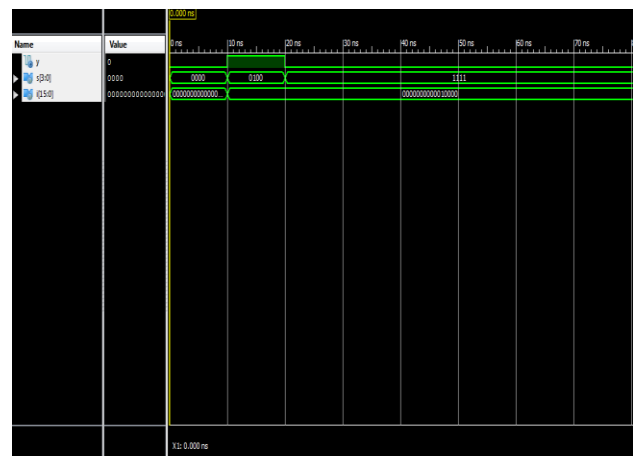 0.000 ns
Name Value 0 ns 10 ns 20 ns 30 ns 40 ns 50 ns 60 ns 70 ns
y 0
s[3:0] 0000 0000 0100 1111
i[15:0] 000000000000000 0000000000000... 0000000000010000
X1: 0.000 ns